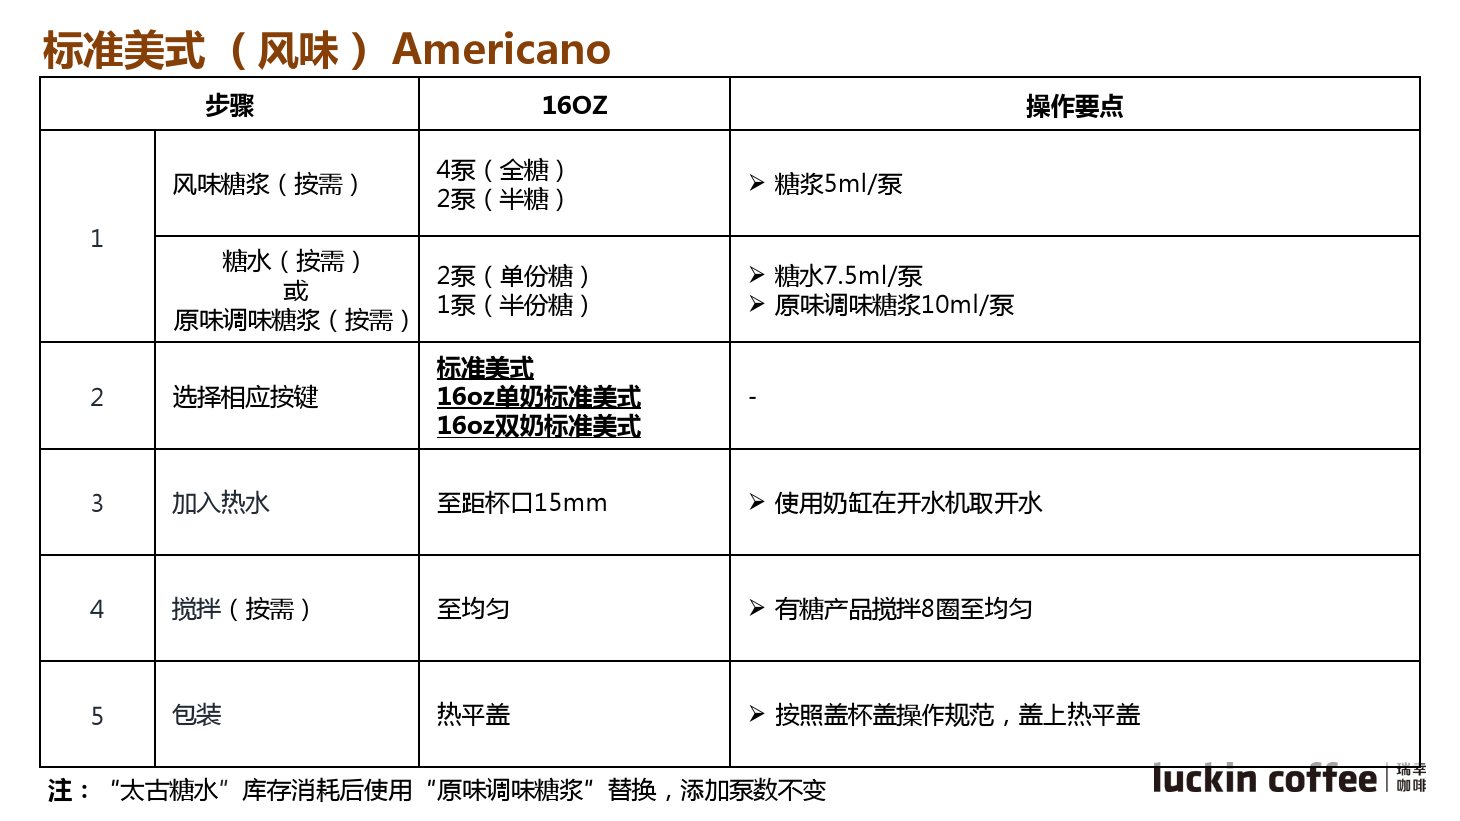 标准美式（风味）Americano
步骤
16OZ
操作要点
1
风味糖浆（按需）
4泵（全糖）
2泵（半糖）
➢ 糖浆5ml/泵
糖水（按需）
或
原味调味糖浆（按需）
2泵（单份糖）
1泵（半份糖）
➢ 糖水7.5ml/泵
➢ 原味调味糖浆10ml/泵
2
选择相应按键
标准美式
16oz单奶标准美式
16oz双奶标准美式
-
3
加入热水
至距杯口15mm
➢ 使用奶缸在开水机取开水
4
搅拌（按需）
至均匀
➢ 有糖产品搅拌8圈至均匀
5
包装
热平盖
➢ 按照盖杯盖操作规范，盖上热平盖
注：“太古糖水”库存消耗后使用“原味调味糖浆”替换，添加泵数不变
luckin coffee 瑞幸
咖啡